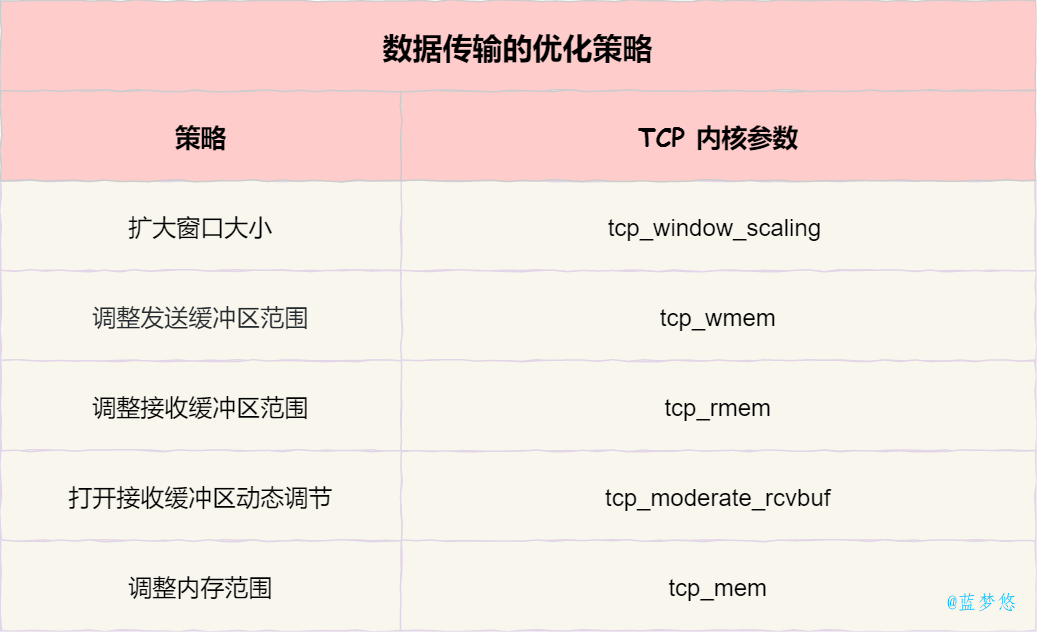 数据传输的优化策略
策略 TCP 内核参数
扩大窗口大小 tcp_window_scaling
调整发送缓冲区范围 tcp_wmem
调整接收缓冲区范围 tcp_rmem
打开接收缓冲区动态调节 tcp_moderate_rcvbuf
调整内存范围 tcp_mem
@蓝梦悠